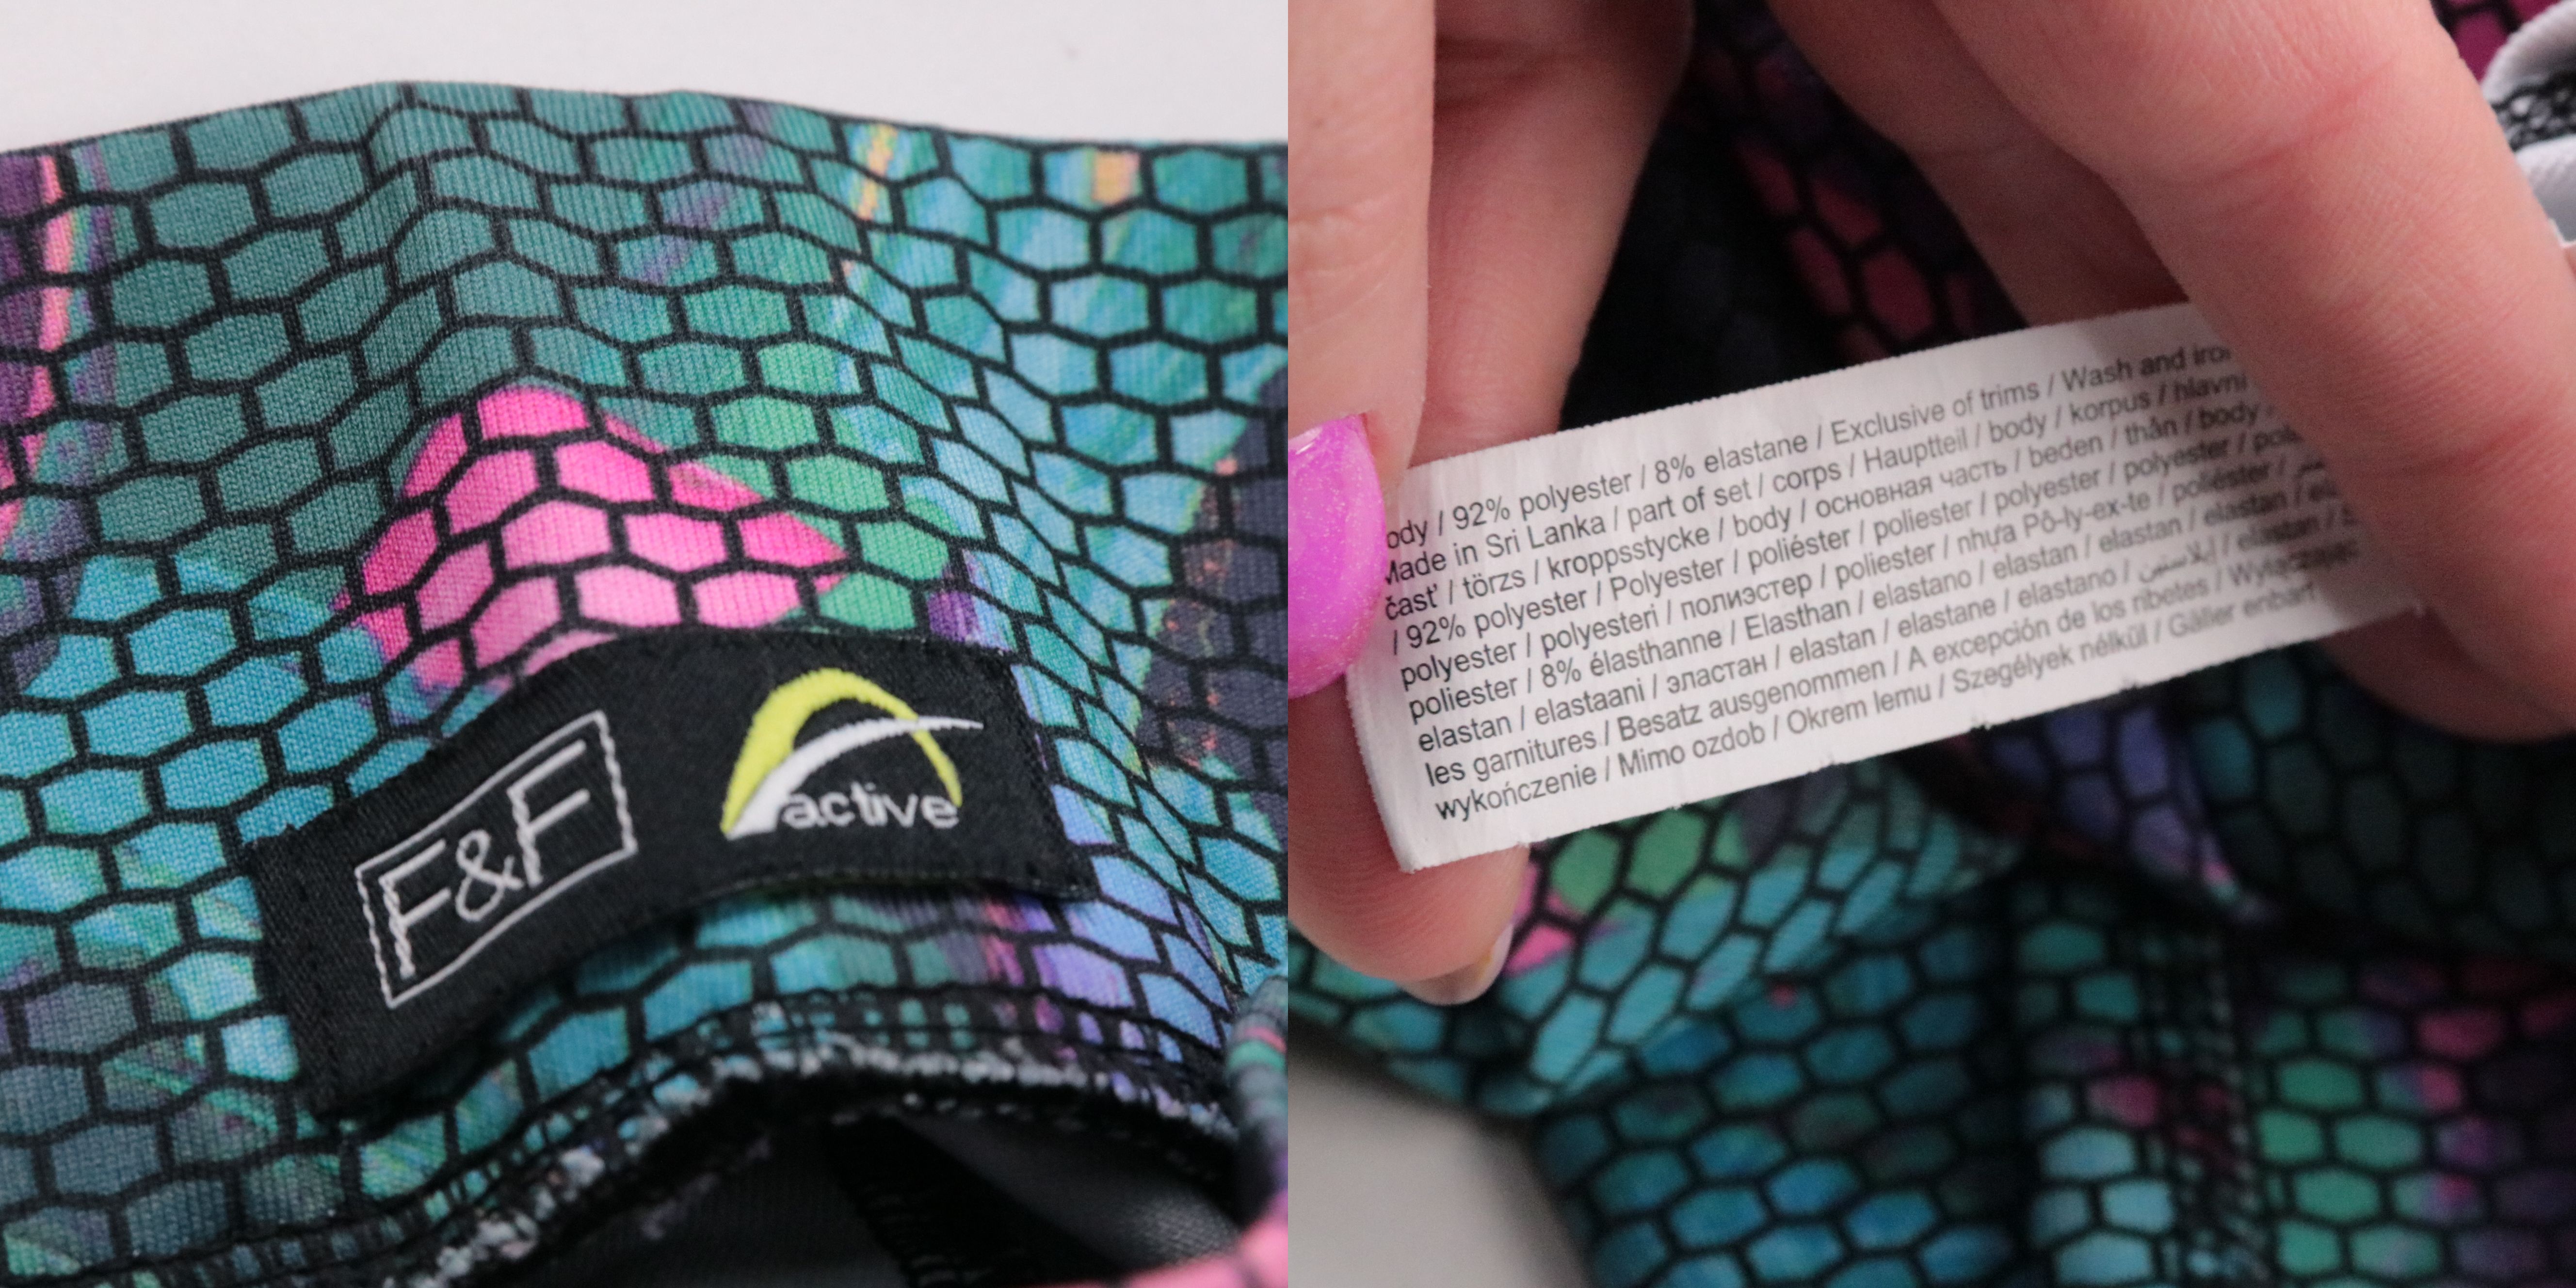 F&F
active
ody / 92% polyester / 8% elastane / Exclusive of trims / Wash and iron
Made in Sri Lanka / part of set / corps / Hauptteil / body / korpus / hlavní
časť / törzs / kroppsstycke / body / основная часть / beden / thân / body /
/ 92% polyester / Polyester / poliéster / poliester / polyester / polyester /
polyester / polyesteri / полиэстер / poliester / nhựa Pô-ly-ex-te / poliéster /
poliester / 8% élasthanne / Elasthan / elastano / elastan / elastan / elastan /
elastan / elastaani / эластан / elastan / elastane / elastano / إيلاستين / elastan /
les garnitures / Besatz ausgenommen / A excepción de los ribetes / Wyłączając
wykończenie / Mimo ozdob / Okrem lemu / Szegélyek nélkül / Gäller enbart